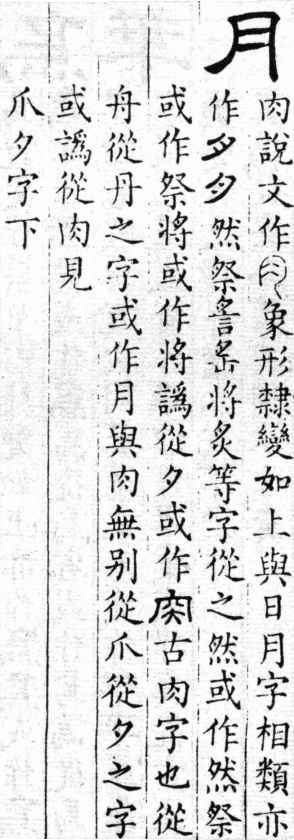 月
肉說文作⺼象形隸變如上與日月字相類亦
作夕⺼然祭䚻䍃將炙等字從之然或作然祭
或作祭將或作將譌從夕或作肉古肉字也從
舟從丹之字或作月與肉無别從爪從夕之字
或譌從肉見
爪夕字下